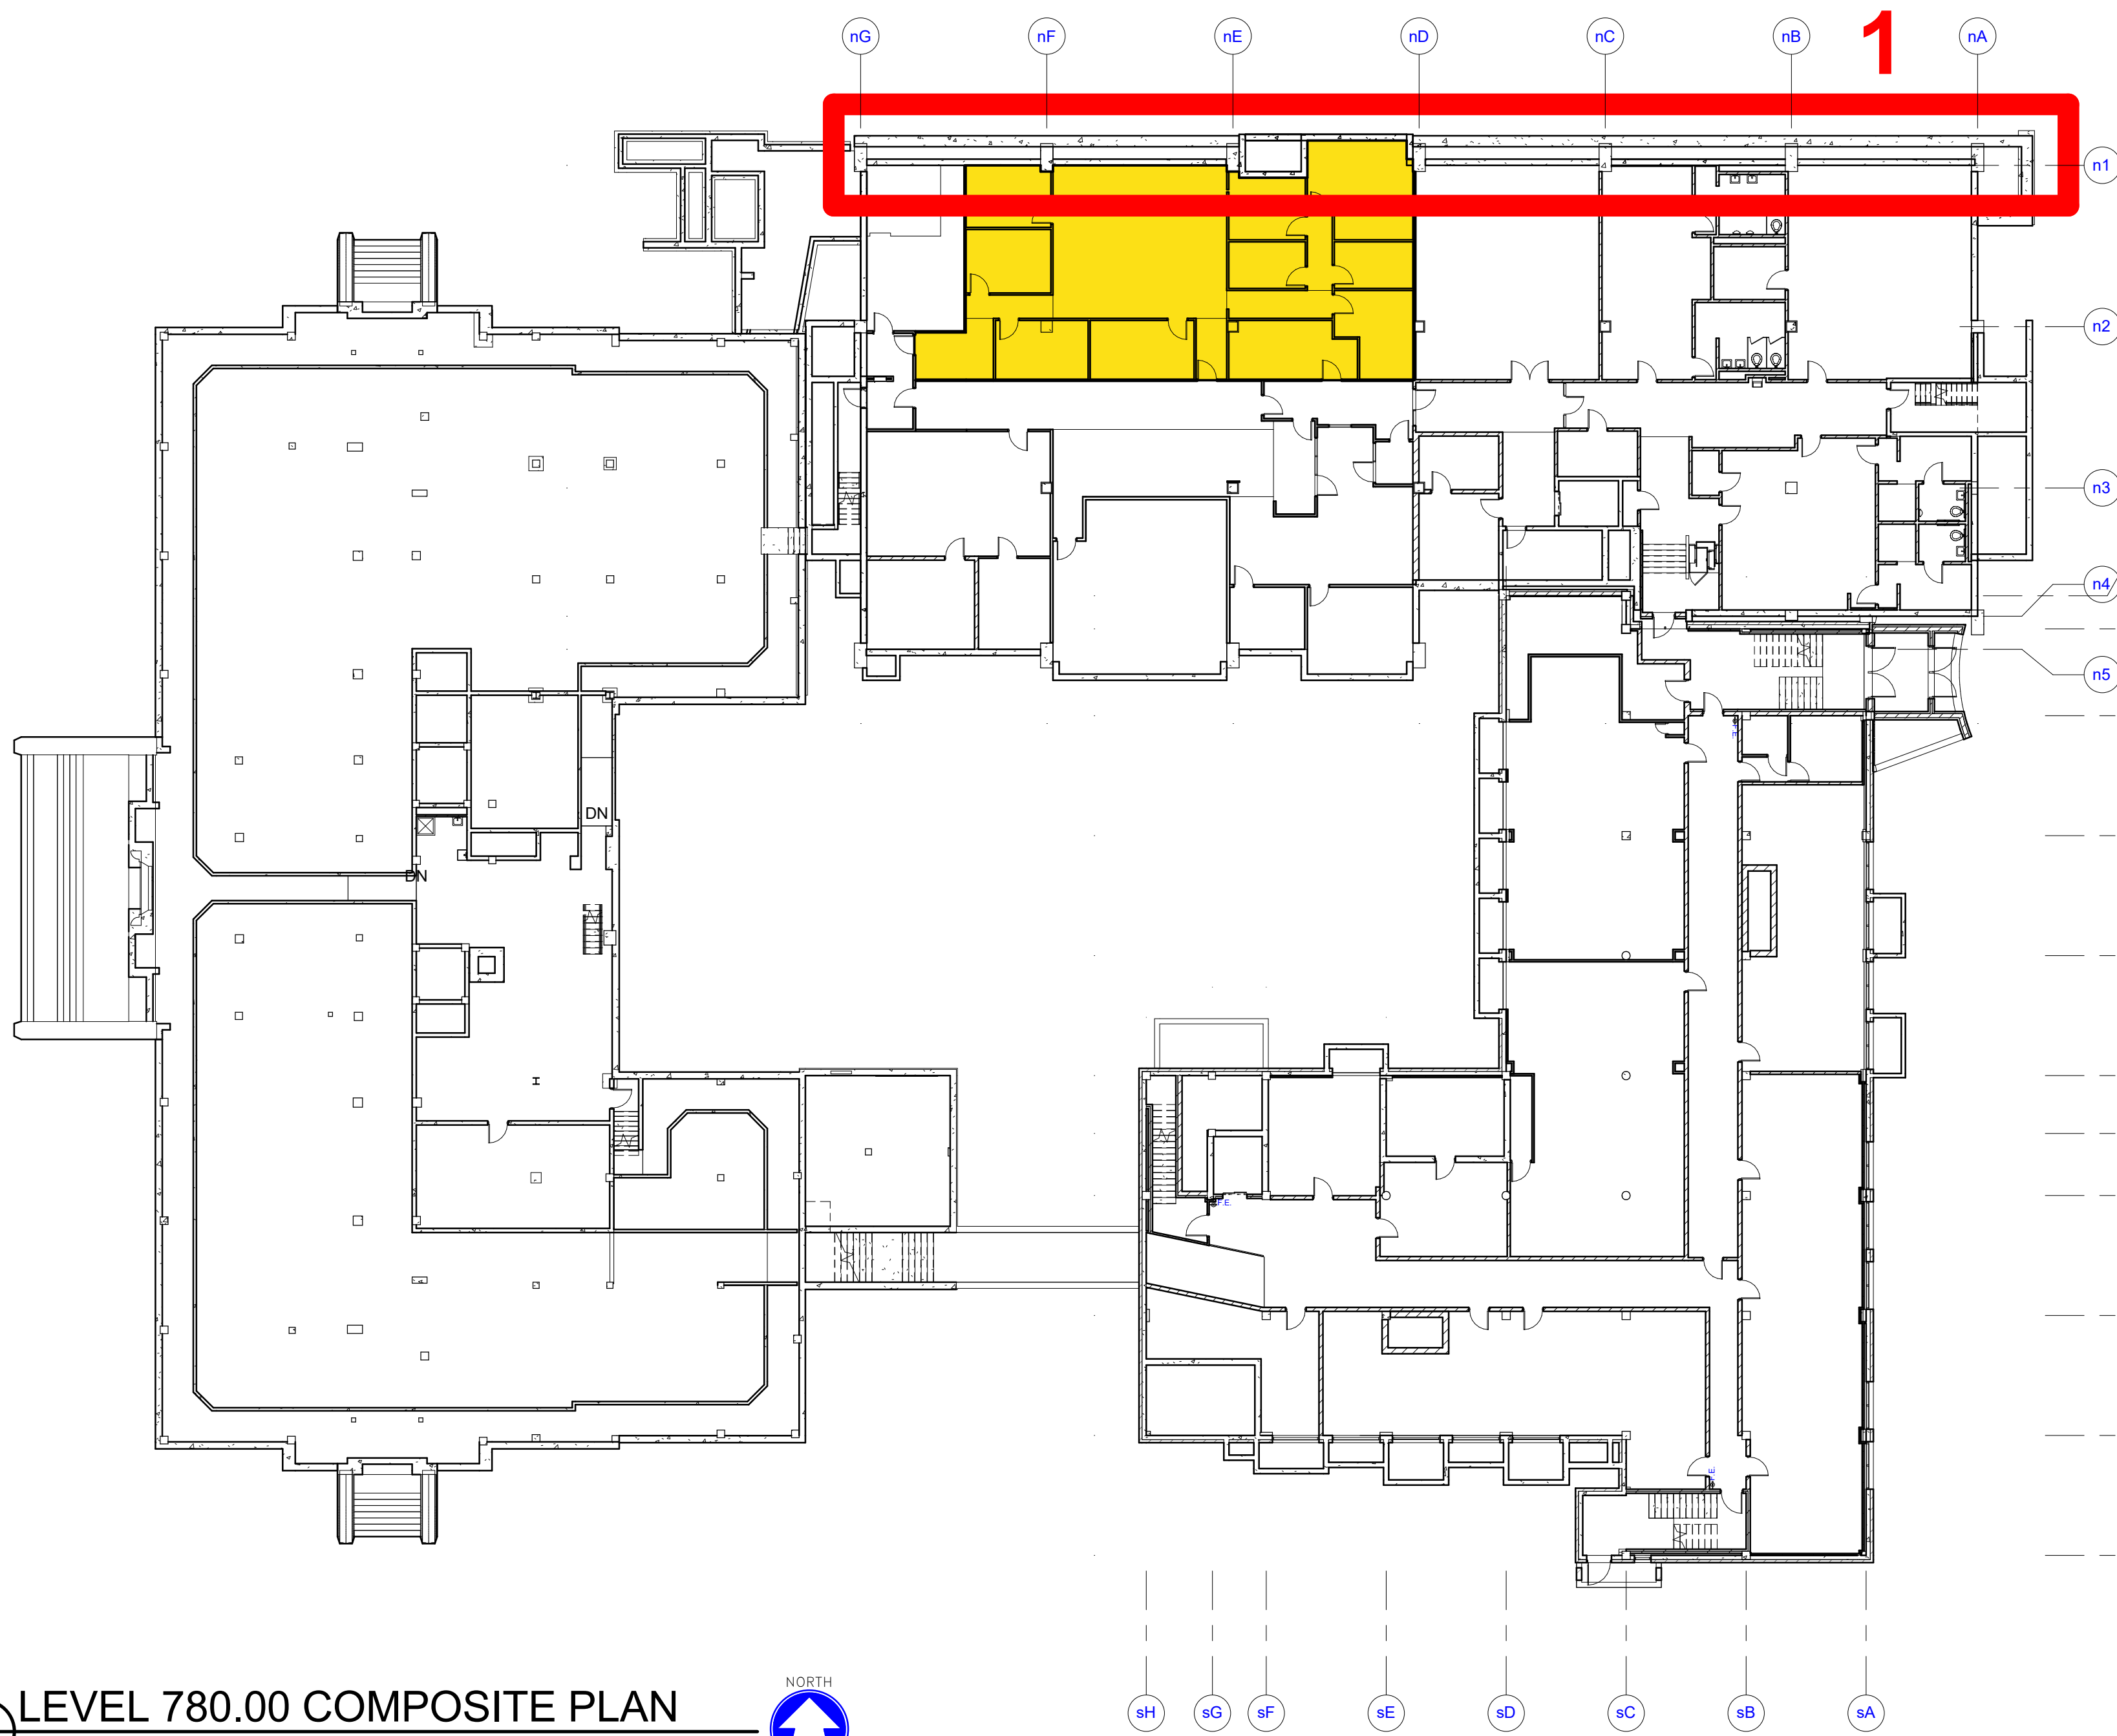 nG nF nE nD nC nB 1 nA
n1
n2
n3
n4
n5
F.E.
DN
DN
F.E.
F.E.
NORTH
LEVEL 780.00 COMPOSITE PLAN
sH sG sF sE sD sC sB sA